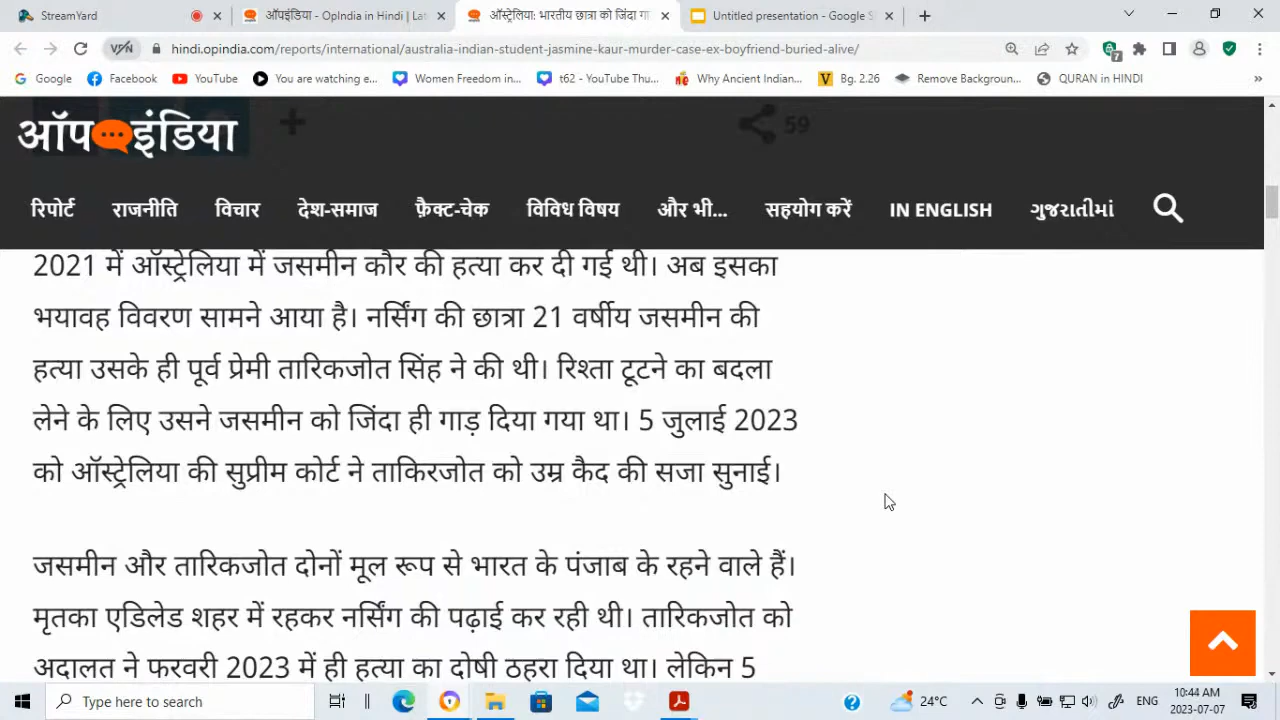 StreamYard
ऑपइंडिया - OpIndia in Hindi | Lat
ऑस्ट्रेलिया: भारतीय छात्रा को जिंदा गा
Untitled presentation - Google S
VPN
hindi.opindia.com/reports/international/australia-indian-student-jasmine-kaur-murder-case-ex-boyfriend-buried-alive/
7
Google
Facebook
YouTube
You are watching e...
Women Freedom in...
t62 - YouTube Thu...
Why Ancient Indian...
Bg. 2.26
Remove Backgroun...
QURAN in HINDI
»
ऑपइंडिया
59
रिपोर्ट
राजनीति
विचार
देश-समाज
फ़ैक्ट-चेक
विविध विषय
और भी...
सहयोग करें
IN ENGLISH
ગુજરાતીમાં
2021 में ऑस्ट्रेलिया में जसमीन कौर की हत्या कर दी गई थी। अब इसका
भयावह विवरण सामने आया है। नर्सिंग की छात्रा 21 वर्षीय जसमीन की
हत्या उसके ही पूर्व प्रेमी तारिकजोत सिंह ने की थी। रिश्ता टूटने का बदला
लेने के लिए उसने जसमीन को जिंदा ही गाड़ दिया गया था। 5 जुलाई 2023
को ऑस्ट्रेलिया की सुप्रीम कोर्ट ने ताकिरजोत को उम्र कैद की सजा सुनाई।
जसमीन और तारिकजोत दोनों मूल रूप से भारत के पंजाब के रहने वाले हैं।
मृतका एडिलेड शहर में रहकर नर्सिंग की पढ़ाई कर रही थी। तारिकजोत को
अदालत ने फरवरी 2023 में ही हत्या का दोषी ठहरा दिया था। लेकिन 5
Type here to search
24°C
ENG
10:44 AM
2023-07-07